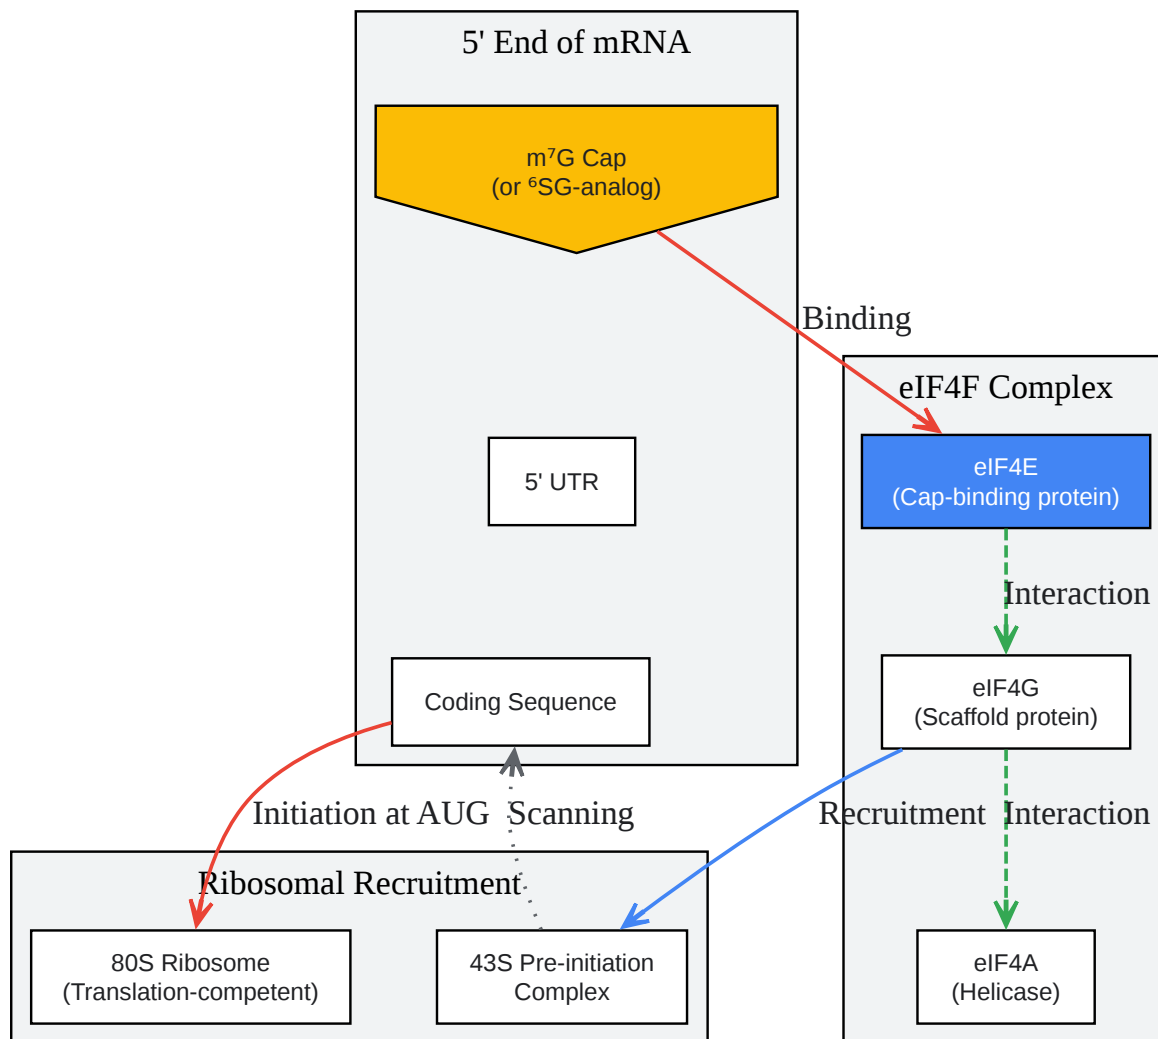 5' End of mRNA
m⁷G Cap
(or ⁶SG-analog)
Binding
eIF4F Complex
eIF4E
(Cap-binding protein)
5' UTR
Interaction
eIF4G
(Scaffold protein)
Coding Sequence
Initiation at AUG
Scanning
Recruitment
Interaction
Ribosomal Recruitment
80S Ribosome
(Translation-competent)
43S Pre-initiation
Complex
eIF4A
(Helicase)